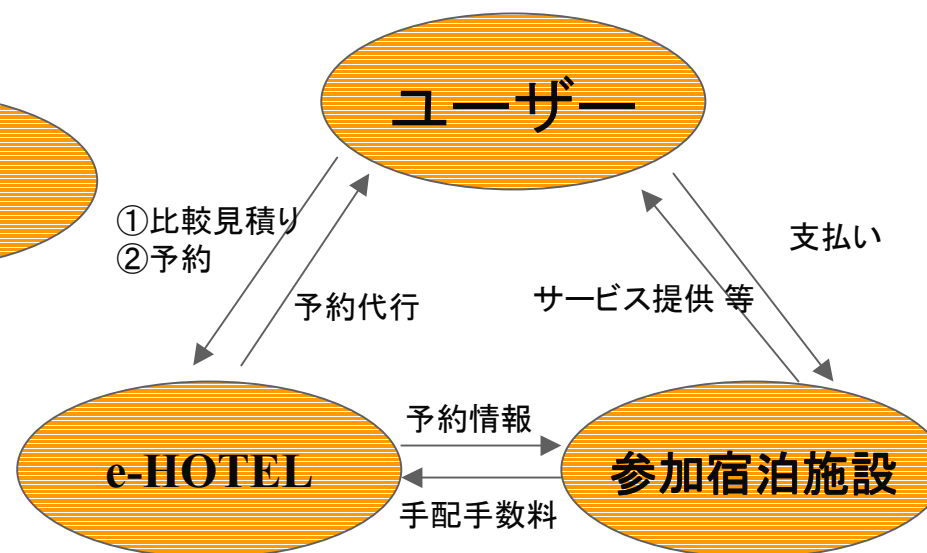 ユーザー
①比較見積り
②予約
支払い
予約代行
サービス提供 等
予約情報
e-HOTEL
参加宿泊施設
手配手数料